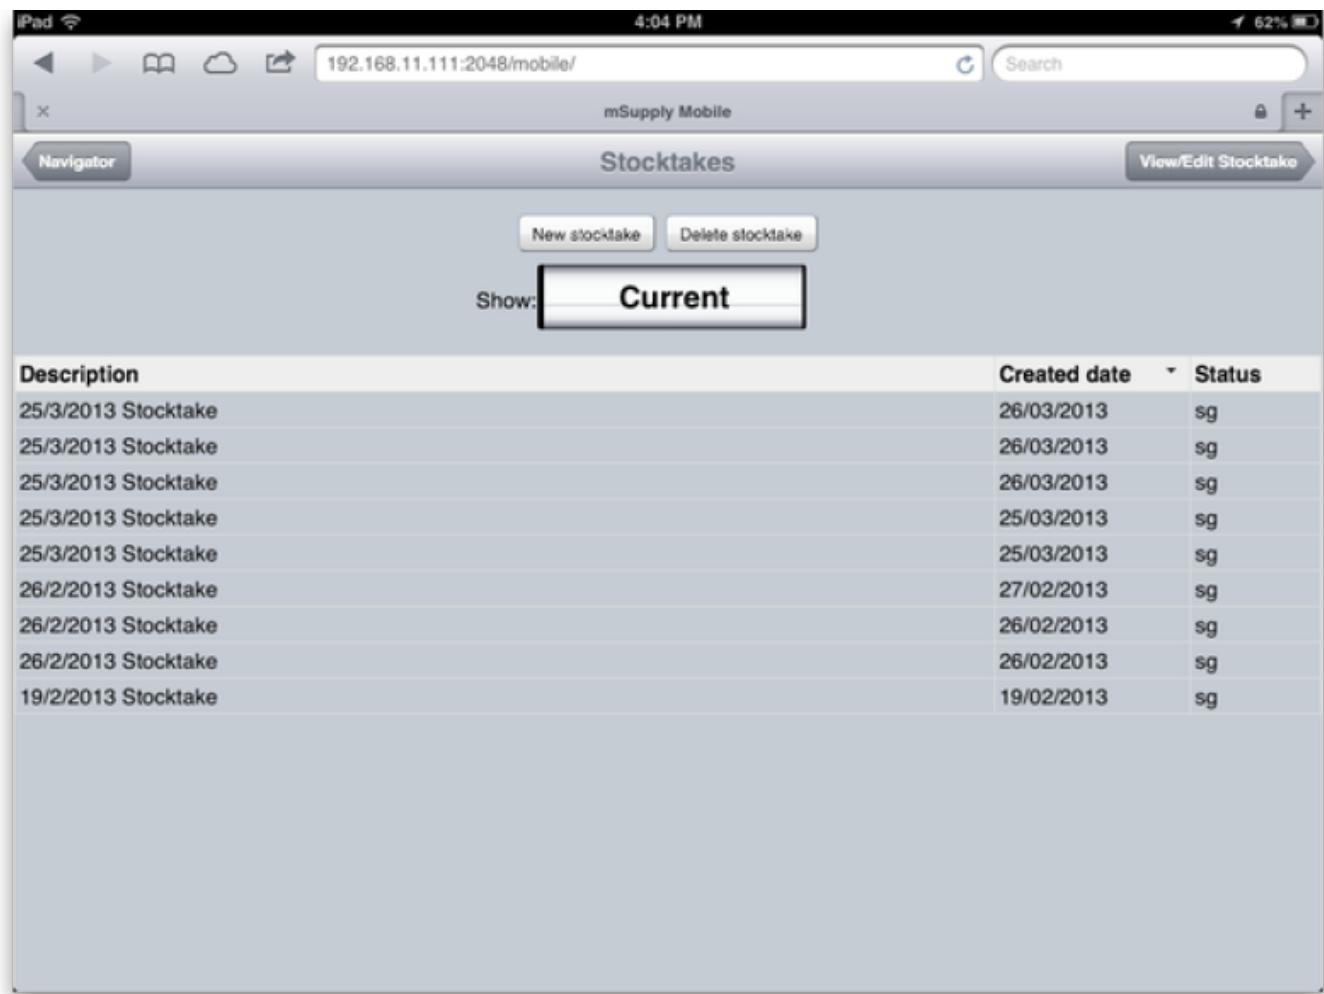 iPad 4:04 PM 62%
192.168.11.111:2048/mobile/ Search
mSupply Mobile
Navigator Stocktakes View/Edit Stocktake
New stocktake Delete stocktake
Show: Current
Description Created date Status
25/3/2013 Stocktake 26/03/2013 sg
25/3/2013 Stocktake 26/03/2013 sg
25/3/2013 Stocktake 26/03/2013 sg
25/3/2013 Stocktake 25/03/2013 sg
25/3/2013 Stocktake 25/03/2013 sg
26/2/2013 Stocktake 27/02/2013 sg
26/2/2013 Stocktake 26/02/2013 sg
26/2/2013 Stocktake 26/02/2013 sg
19/2/2013 Stocktake 19/02/2013 sg